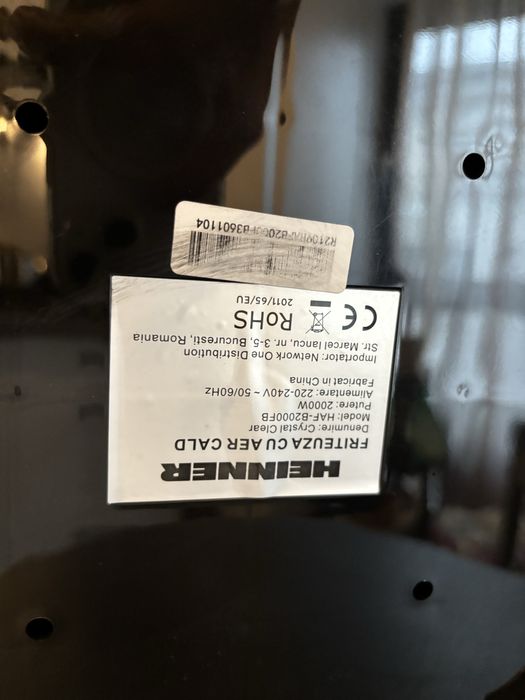 HEINNER
FRITEUZA CU AER CALD
Denumire: Crystal Clear
Model: HAF-B2000FB
Putere: 2000W
Alimentare: 220-240V ~ 50/60Hz
Fabricat in China
Importator: Network One Distribution
Str. Marcel Iancu, nr. 3-5, Bucuresti, Romania
CE RoHS
2011/65/EU